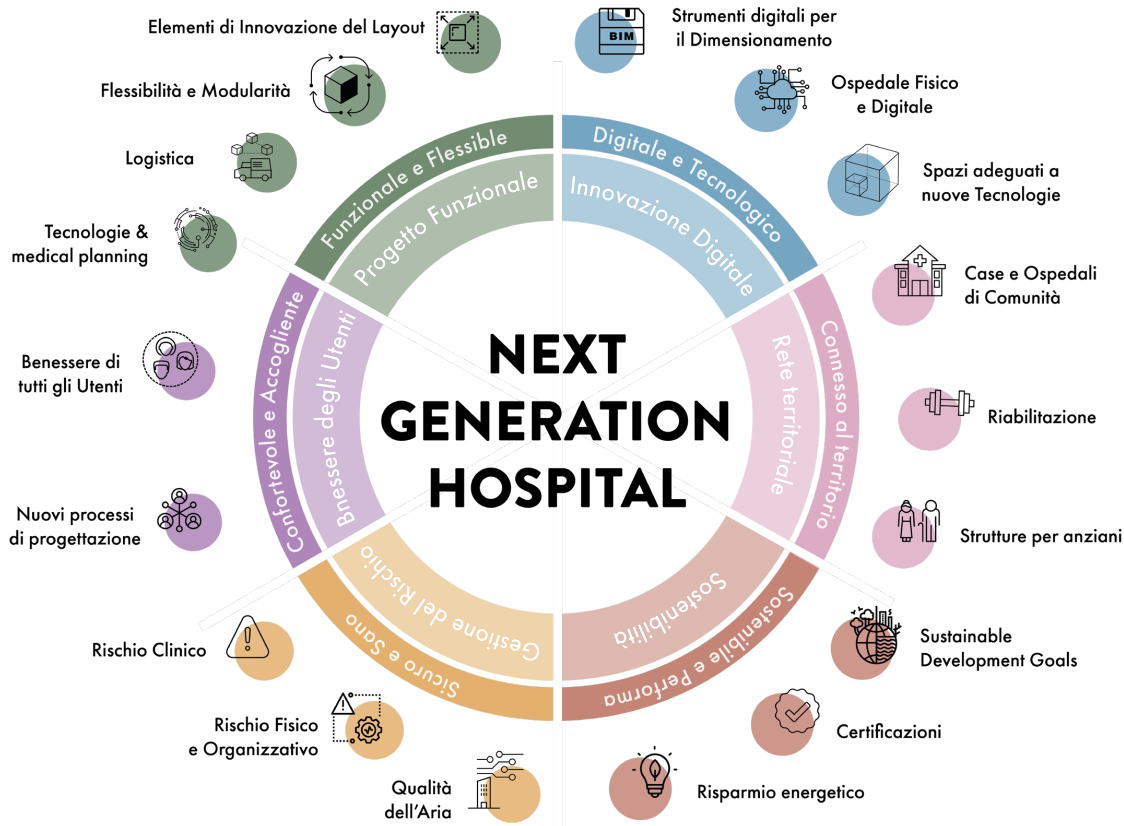 NEXT
GENERATION
HOSPITAL
Digitale e Tecnologico
Innovazione Digitale
Strumenti digitali per
il Dimensionamento
BIM
Ospedale Fisico
e Digitale
Spazi adeguati a
nuove Tecnologie
Connesso al territorio
Rete territoriale
Case e Ospedali
di Comunità
Riabilitazione
Strutture per anziani
Sostenibile e Performa
Sostenibilità
Sustainable
Development Goals
Certificazioni
Risparmio energetico
Sicuro e Sano
Gestione del Rischio
Qualità
dell'Aria
Rischio Fisico
e Organizzativo
Rischio Clinico
Confortevole e Accogliente
Bnessere degli Utenti
Nuovi processi
di progettazione
Benessere di
tutti gli Utenti
Funzionale e Flessible
Progetto Funzionale
Tecnologie &
medical planning
Logistica
Flessibilità e Modularità
Elementi di Innovazione del Layout